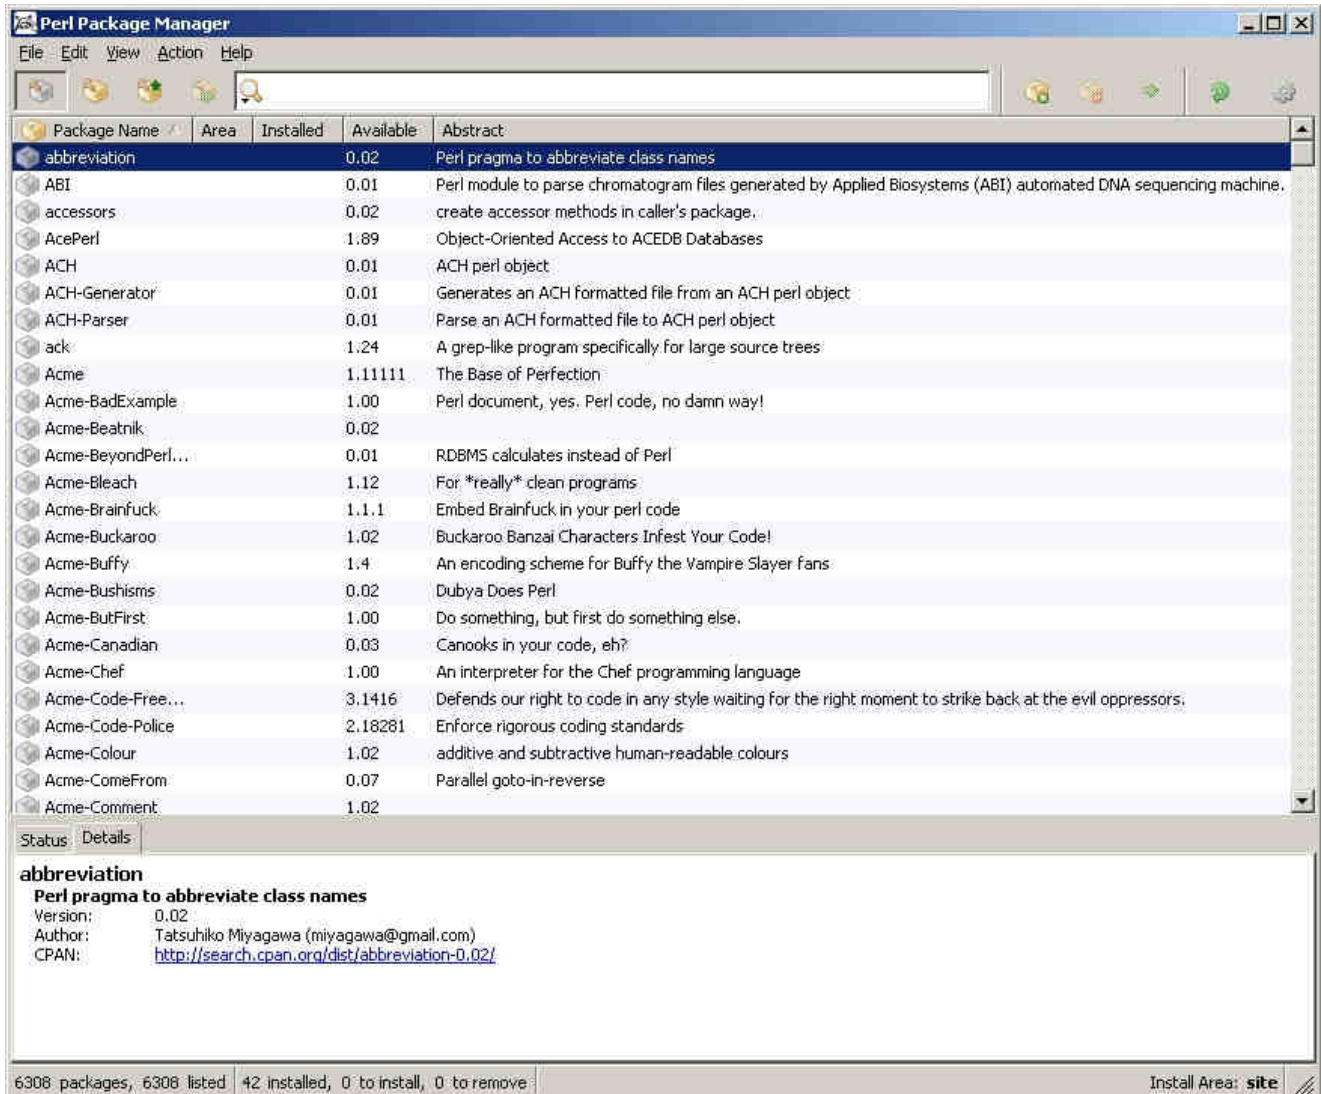 Perl Package Manager
File Edit View Action Help
Package Name Area Installed Available Abstract
abbreviation 0.02 Perl pragma to abbreviate class names
ABI 0.01 Perl module to parse chromatogram files generated by Applied Biosystems (ABI) automated DNA sequencing machine.
accessors 0.02 create accessor methods in caller's package.
AcePerl 1.89 Object-Oriented Access to ACEDB Databases
ACH 0.01 ACH perl object
ACH-Generator 0.01 Generates an ACH formatted file from an ACH perl object
ACH-Parser 0.01 Parse an ACH formatted file to ACH perl object
ack 1.24 A grep-like program specifically for large source trees
Acme 1.11111 The Base of Perfection
Acme-BadExample 1.00 Perl document, yes. Perl code, no damn way!
Acme-Beatnik 0.02
Acme-BeyondPerl... 0.01 RDBMS calculates instead of Perl
Acme-Bleach 1.12 For *really* clean programs
Acme-Brainfuck 1.1.1 Embed Brainfuck in your perl code
Acme-Buckaroo 1.02 Buckaroo Banzai Characters Infest Your Code!
Acme-Buffy 1.4 An encoding scheme for Buffy the Vampire Slayer fans
Acme-Bushisms 0.02 Dubya Does Perl
Acme-ButFirst 1.00 Do something, but first do something else.
Acme-Canadian 0.03 Canooks in your code, eh?
Acme-Chef 1.00 An interpreter for the Chef programming language
Acme-Code-Free... 3.1416 Defends our right to code in any style waiting for the right moment to strike back at the evil oppressors.
Acme-Code-Police 2.18281 Enforce rigorous coding standards
Acme-Colour 1.02 additive and subtractive human-readable colours
Acme-ComeFrom 0.07 Parallel goto-in-reverse
Acme-Comment 1.02
Status Details
abbreviation
Perl pragma to abbreviate class names
Version: 0.02
Author: Tatsuhiko Miyagawa (miyagawa@gmail.com)
CPAN: http://search.cpan.org/dist/abbreviation-0.02/
6308 packages, 6308 listed 42 installed, 0 to install, 0 to remove Install Area: site